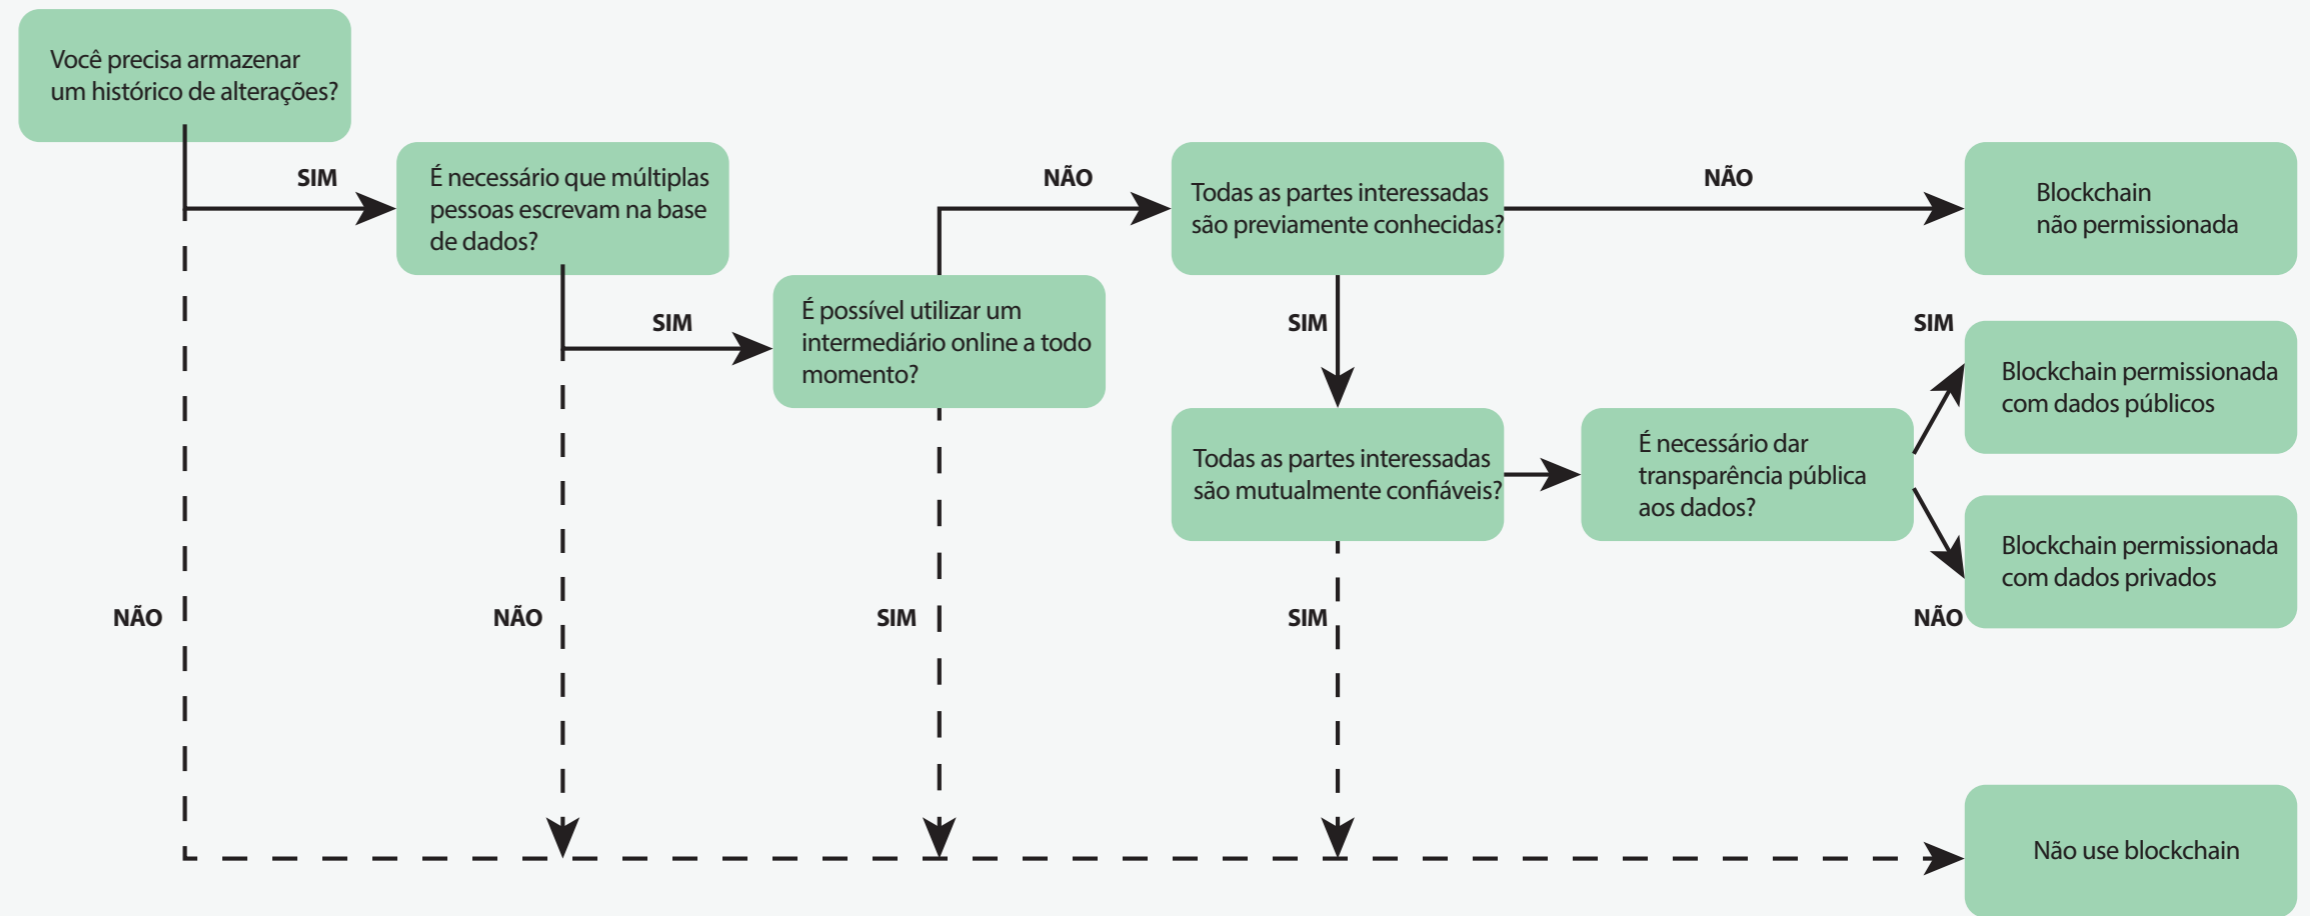 Você precisa armazenar
um histórico de alterações?
SIM
É necessário que múltiplas
pessoas escrevam na base
de dados?
SIM
É possível utilizar um
intermediário online a todo
momento?
NÃO
Todas as partes interessadas
são previamente conhecidas?
NÃO
Blockchain
não permissionada
SIM
Todas as partes interessadas
são mutualmente confiáveis?
É necessário dar
transparência pública
aos dados?
SIM
Blockchain permissionada
com dados públicos
Blockchain permissionada
com dados privados
NÃO
NÃO
NÃO
SIM
SIM
Não use blockchain